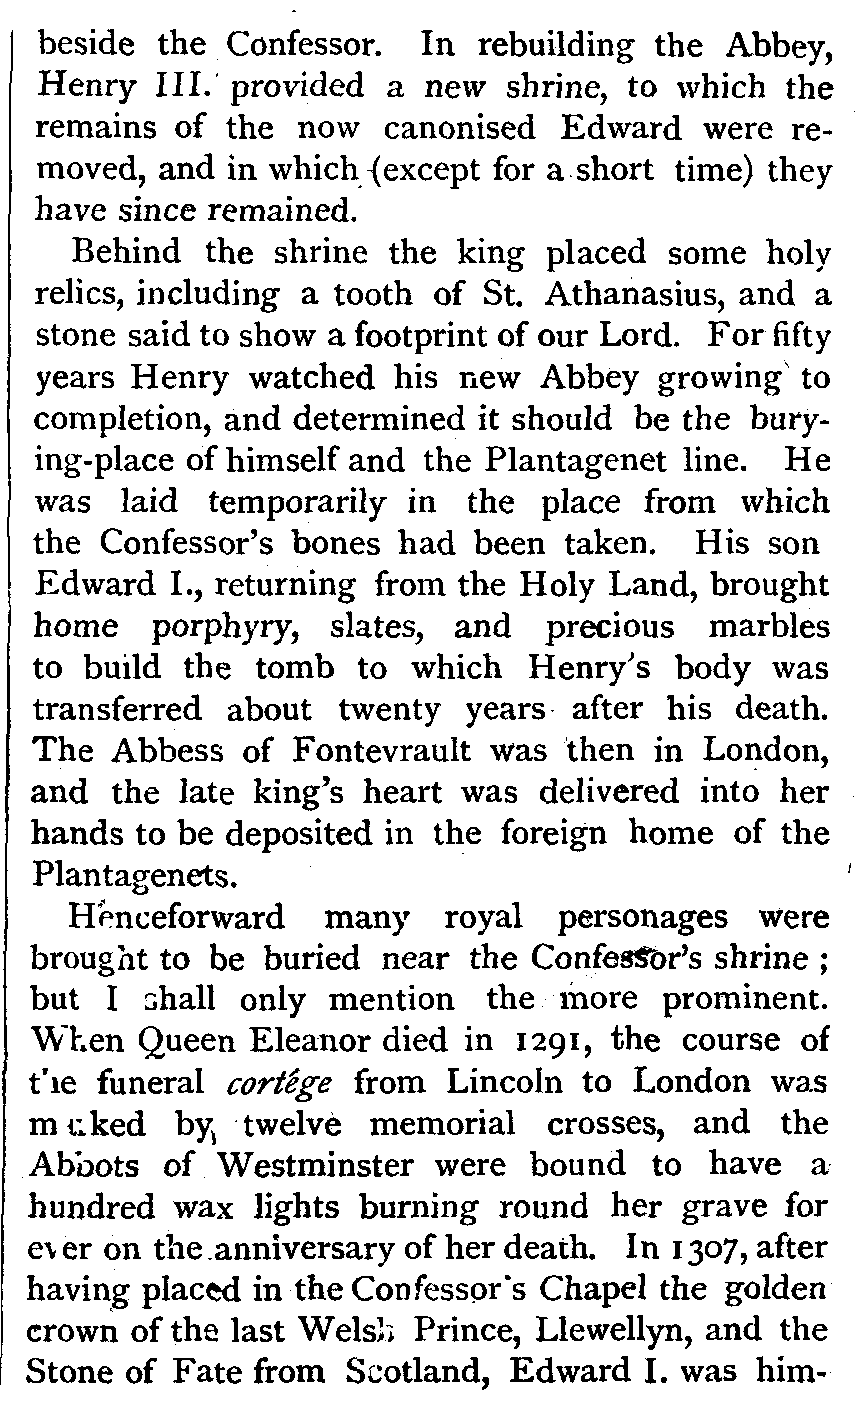 beside the Confessor. In rebuilding the Abbey,
Henry III. provided a new shrine, to which the
remains of the now canonised Edward were re-
moved, and in which (except for a short time) they
have since remained.
Behind the shrine the king placed some holy
relics, including a tooth of St. Athanasius, and a
stone said to show a footprint of our Lord. For fifty
years Henry watched his new Abbey growing to
completion, and determined it should be the bury-
ing-place of himself and the Plantagenet line. He
was laid temporarily in the place from which
the Confessor's bones had been taken. His son
Edward I., returning from the Holy Land, brought
home porphyry, slates, and precious marbles
to build the tomb to which Henry's body was
transferred about twenty years after his death.
The Abbess of Fontevrault was then in London,
and the late king's heart was delivered into her
hands to be deposited in the foreign home of the
Plantagenets.
Henceforward many royal personages were
brought to be buried near the Confessor's shrine ;
but I shall only mention the more prominent.
When Queen Eleanor died in 1291, the course of
the funeral cortége from Lincoln to London was
marked by twelve memorial crosses, and the
Abbots of Westminster were bound to have a
hundred wax lights burning round her grave for
ever on the anniversary of her death. In 1307, after
having placed in the Confessor's Chapel the golden
crown of the last Welsh Prince, Llewellyn, and the
Stone of Fate from Scotland, Edward I. was him-